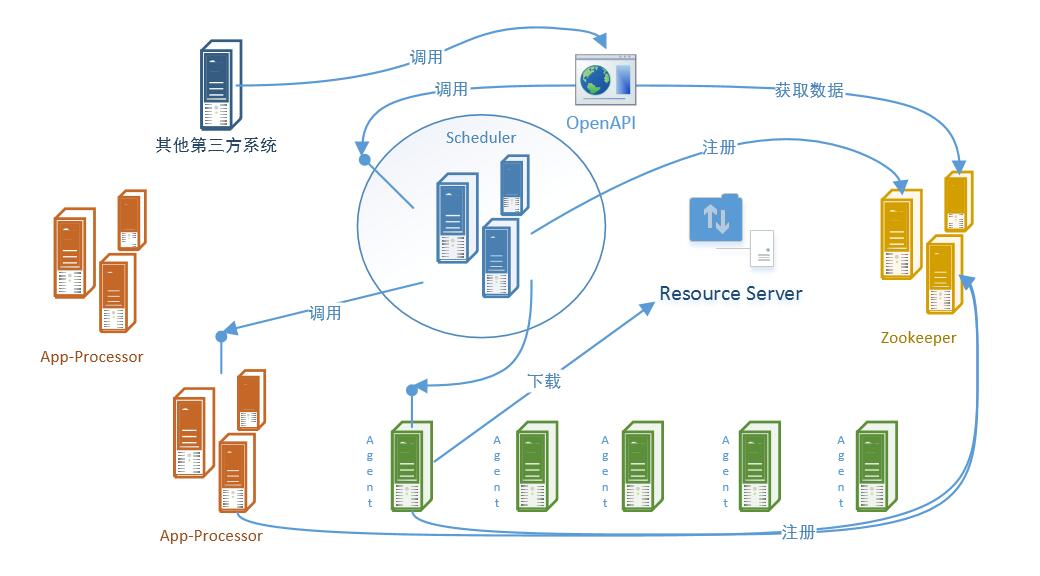 调用
调用
获取数据
OpenAPI
其他第三方系统
Scheduler
注册
Resource Server
调用
Zookeeper
App-Processor
下载
Agent
Agent
Agent
Agent
Agent
App-Processor
注册